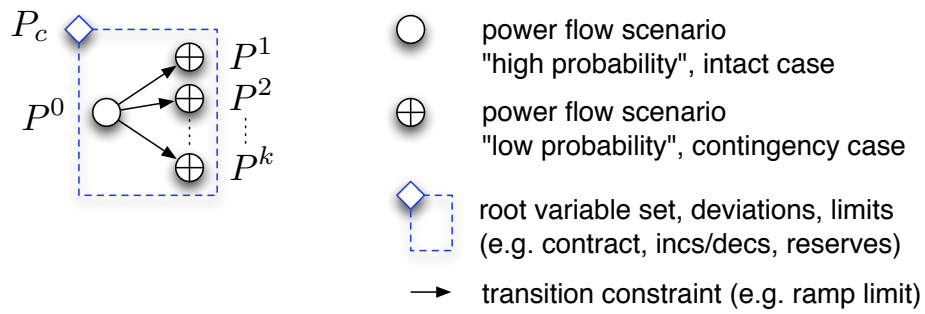 P_c
P^0
P^1
P^2
P^k
power flow scenario
"high probability", intact case
power flow scenario
"low probability", contingency case
root variable set, deviations, limits
(e.g. contract, incs/decs, reserves)
transition constraint (e.g. ramp limit)